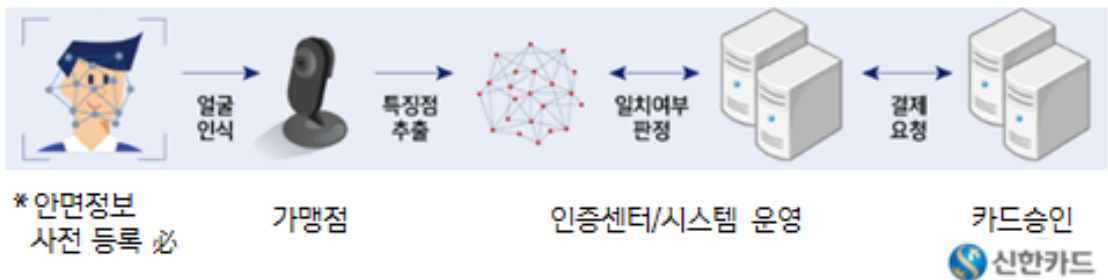 얼굴
인식
특징점
추출
일치여부
판정
결제
요청
*안면정보
사전 등록 必
가맹점
인증센터/시스템 운영
카드승인
신한카드